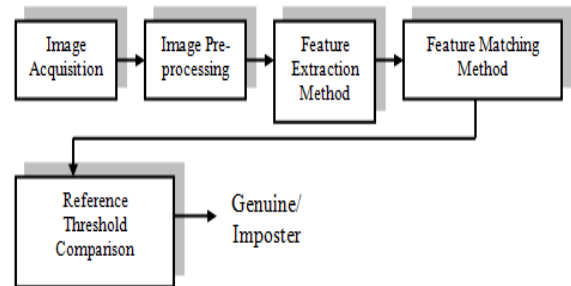 Image
Acquisition
Image Pre-
processing
Feature
Extraction
Method
Feature Matching
Method
Reference
Threshold
Comparison
Genuine/
Imposter